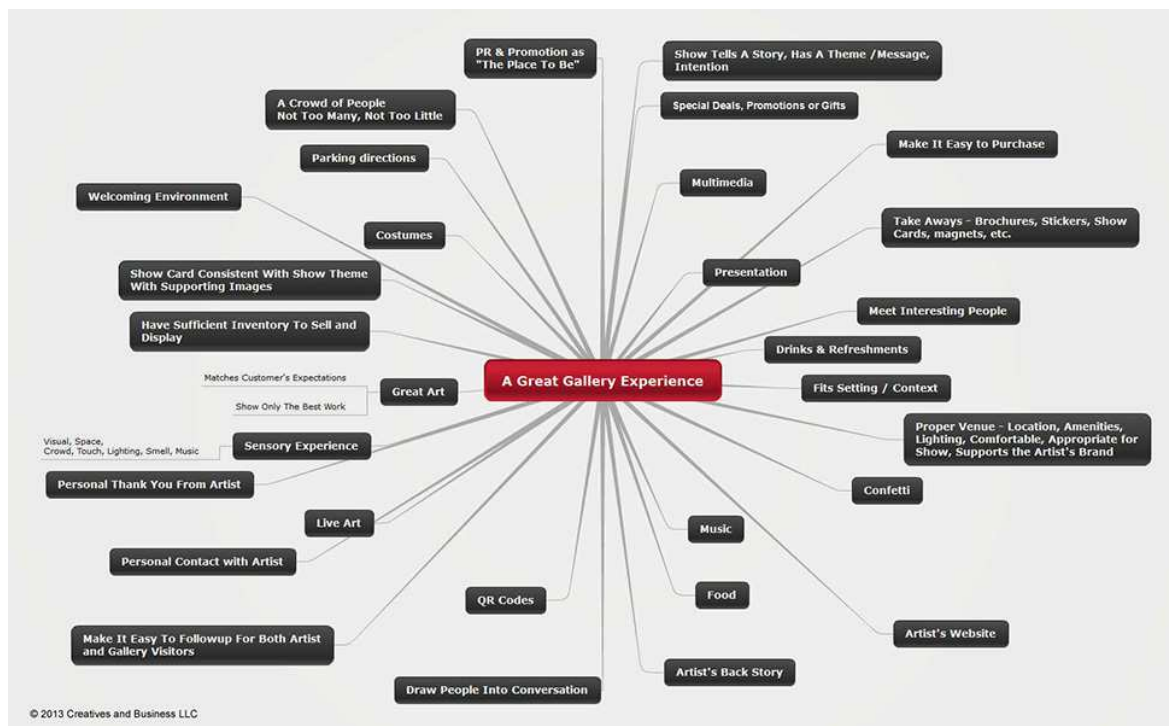 PR & Promotion as
"The Place To Be"
Show Tells A Story, Has A Theme /Message,
Intention
A Crowd of People
Not Too Many, Not Too Little
Special Deals, Promotions or Gifts
Make It Easy to Purchase
Parking directions
Multimedia
Welcoming Environment
Take Aways - Brochures, Stickers, Show
Cards, magnets, etc.
Costumes
Presentation
Show Card Consistent With Show Theme
With Supporting Images
Meet Interesting People
Have Sufficient Inventory To Sell and
Display
Drinks & Refreshments
A Great Gallery Experience
Matches Customer's Expectations
Great Art
Show Only The Best Work
Fits Setting / Context
Proper Venue - Location, Amenities,
Lighting, Comfortable, Appropriate for
Show, Supports the Artist's Brand
Visual, Space,
Crowd, Touch, Lighting, Smell, Music
Sensory Experience
Personal Thank You From Artist
Confetti
Live Art
Music
Personal Contact with Artist
QR Codes
Food
Make It Easy To Followup For Both Artist
and Gallery Visitors
Artist's Website
Artist's Back Story
Draw People Into Conversation
© 2013 Creatives and Business LLC